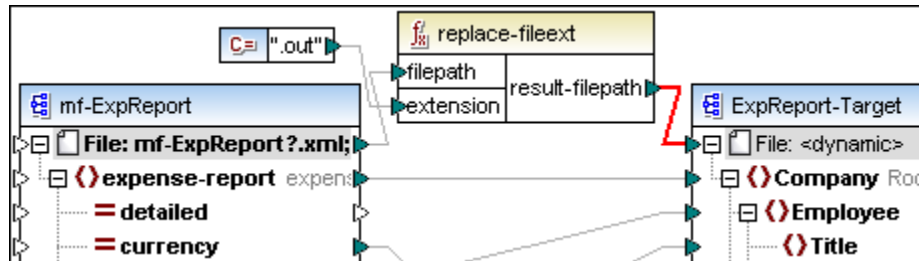 replace-fileext
C= ".out"
filepath
result-filepath
extension
mf-ExpReport
ExpReport-Target
File: mf-ExpReport?.xml;
File: <dynamic>
expense-report expens
Company Roo
detailed
Employee
currency
Title